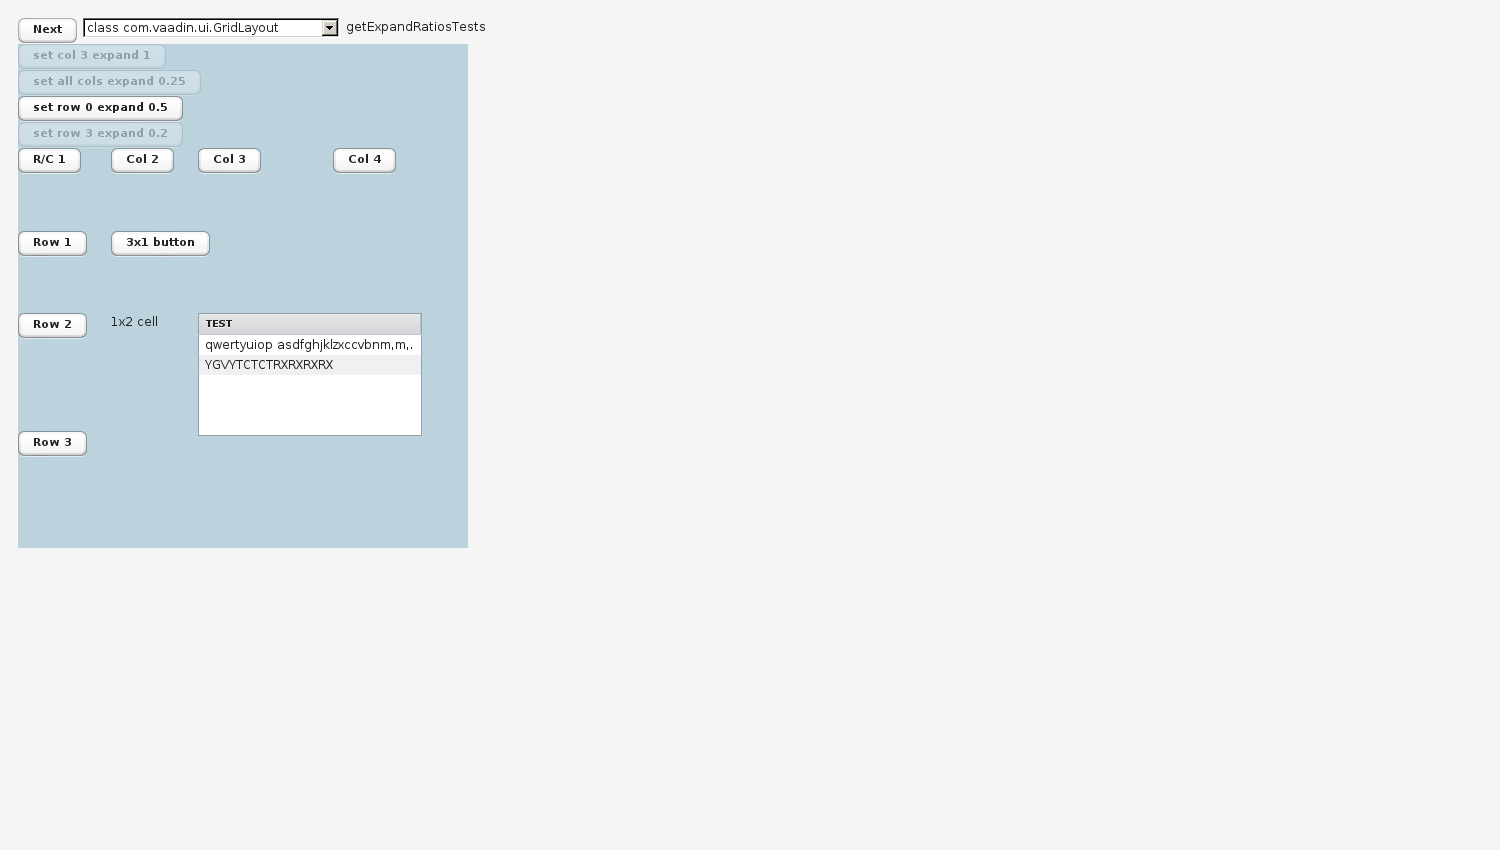 Next class com.vaadin.ui.GridLayout getExpandRatiosTests
set col 3 expand 1
set all cols expand 0.25
set row 0 expand 0.5
set row 3 expand 0.2
R/C 1 Col 2 Col 3 Col 4
Row 1 3x1 button
Row 2 1x2 cell TEST
qwertyuiop asdfghjklzxccvbnm,m,.
YGVYTCTCTRXRXRXRX
Row 3